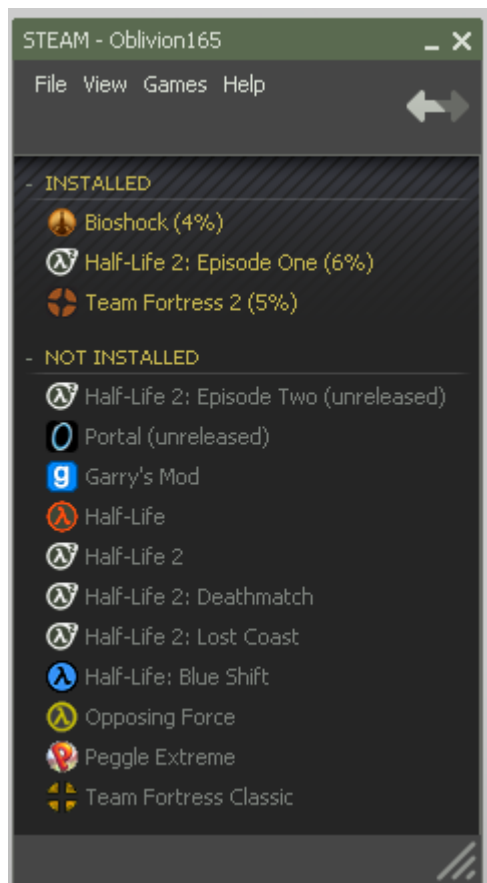 STEAM - Oblivion165
File View Games Help
- INSTALLED
Bioshock (4%)
Half-Life 2: Episode One (6%)
Team Fortress 2 (5%)
- NOT INSTALLED
Half-Life 2: Episode Two (unreleased)
Portal (unreleased)
Garry's Mod
Half-Life
Half-Life 2
Half-Life 2: Deathmatch
Half-Life 2: Lost Coast
Half-Life: Blue Shift
Opposing Force
Peggle Extreme
Team Fortress Classic